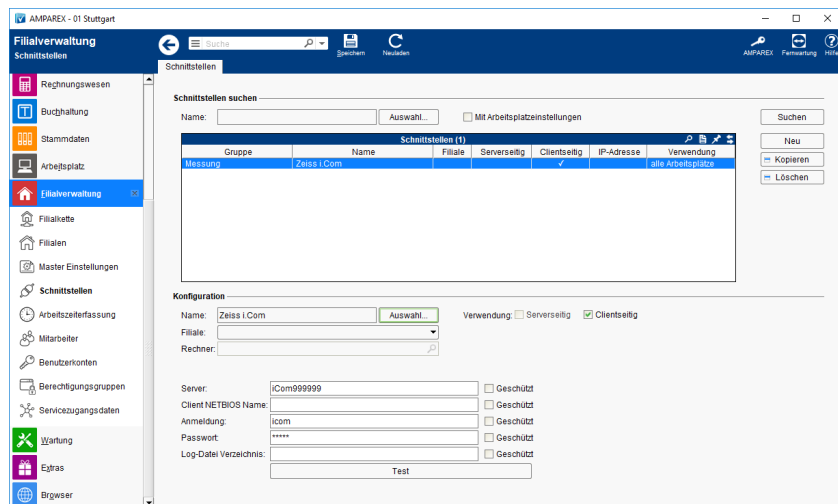 AMPAREX - 01 Stuttgart
Filialverwaltung
Schnittstellen
Suche
Speichern
Neuladen
AMPAREX
Fernwartung
Hilfe
Schnittstellen
Rechnungswesen
Buchhaltung
Stammdaten
Arbeitsplatz
Filialverwaltung
Filialkette
Filialen
Master Einstellungen
Schnittstellen
Arbeitszeiterfassung
Mitarbeiter
Benutzerkonten
Berechtigungsgruppen
Servicezugangsdaten
Wartung
Extras
Browser
Schnittstellen suchen
Name: Auswahl... Mit Arbeitsplatzeinstellungen Suchen
Schnittstellen (1)
Gruppe Name Filiale Serverseitig Clientseitig IP-Adresse Verwendung
Messung Zeiss i.Com ✓ alle Arbeitsplätze
Neu
Kopieren
Löschen
Konfiguration
Name: Zeiss i.Com Auswahl... Verwendung: Serverseitig Clientseitig
Filiale:
Rechner:
Server: iCom999999 Geschützt
Client NETBIOS Name: Geschützt
Anmeldung: icom Geschützt
Passwort: ***** Geschützt
Log-Datei Verzeichnis: Geschützt
Test